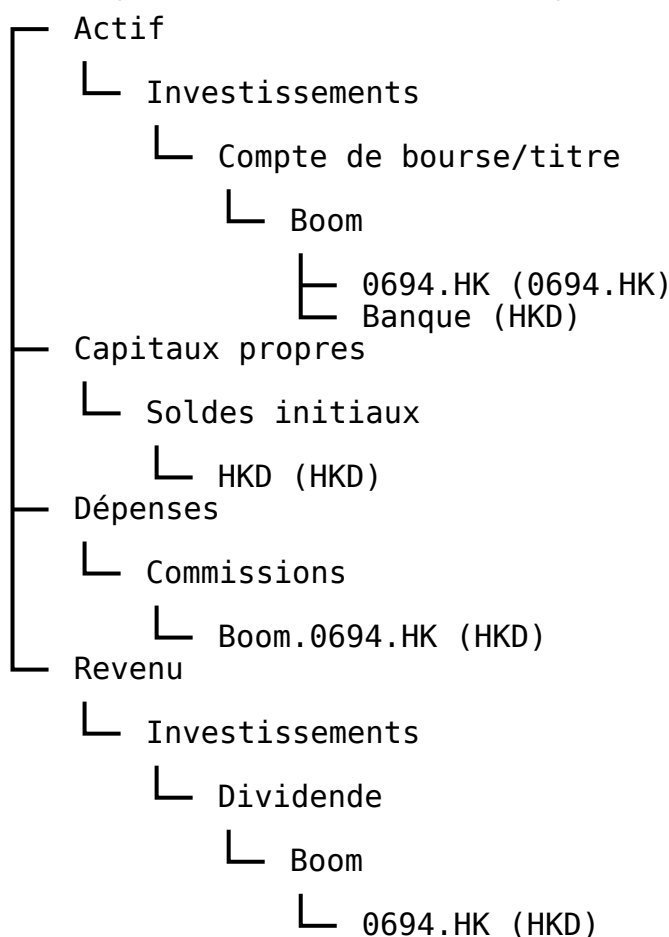 Actif
Investissements
Compte de bourse/titre
Boom
0694.HK (0694.HK)
Banque (HKD)
Capitaux propres
Soldes initiaux
HKD (HKD)
Dépenses
Commissions
Boom.0694.HK (HKD)
Revenu
Investissements
Dividende
Boom
0694.HK (HKD)